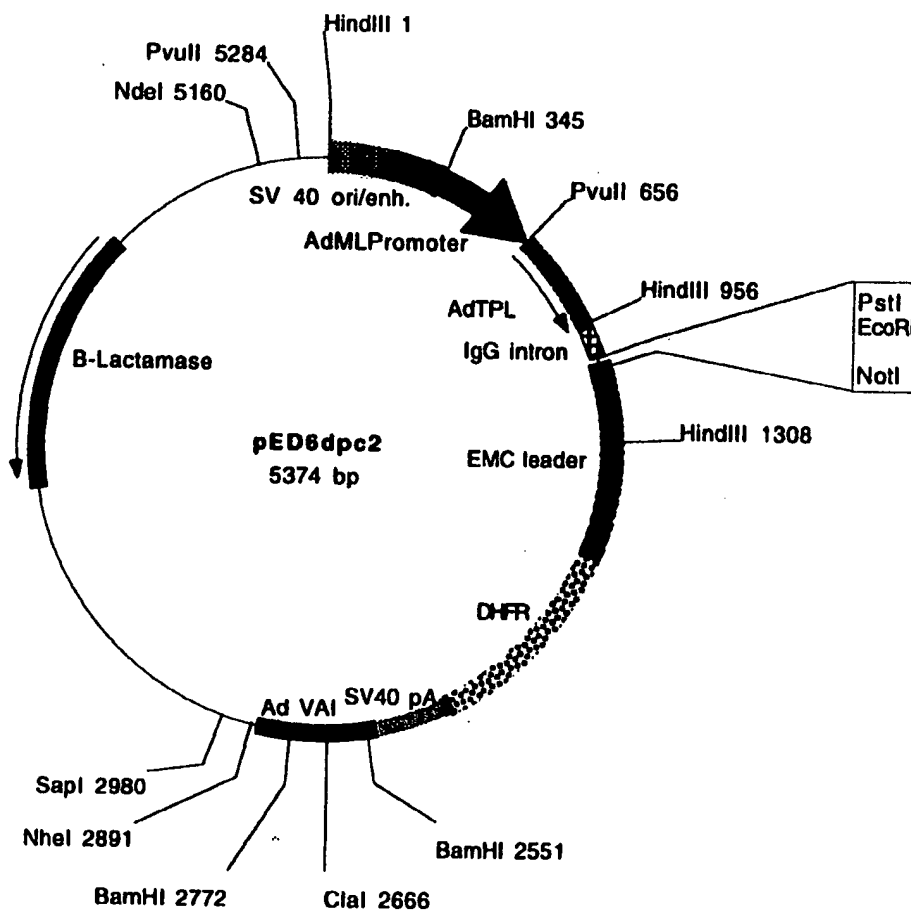 HindIII 1
PvuII 5284
NdeI 5160
BamHI 345
SV 40 ori/enh.
PvuII 656
AdMLPromoter
HindIII 956
AdTPL
PstI
EcoR
IgG intron
NotI
B-Lactamase
HindIII 1308
pED6dpc2
5374 bp
EMC leader
DHFR
Ad VAI
SV40 pA
SapI 2980
NheI 2891
BamHI 2551
BamHI 2772
ClaI 2666